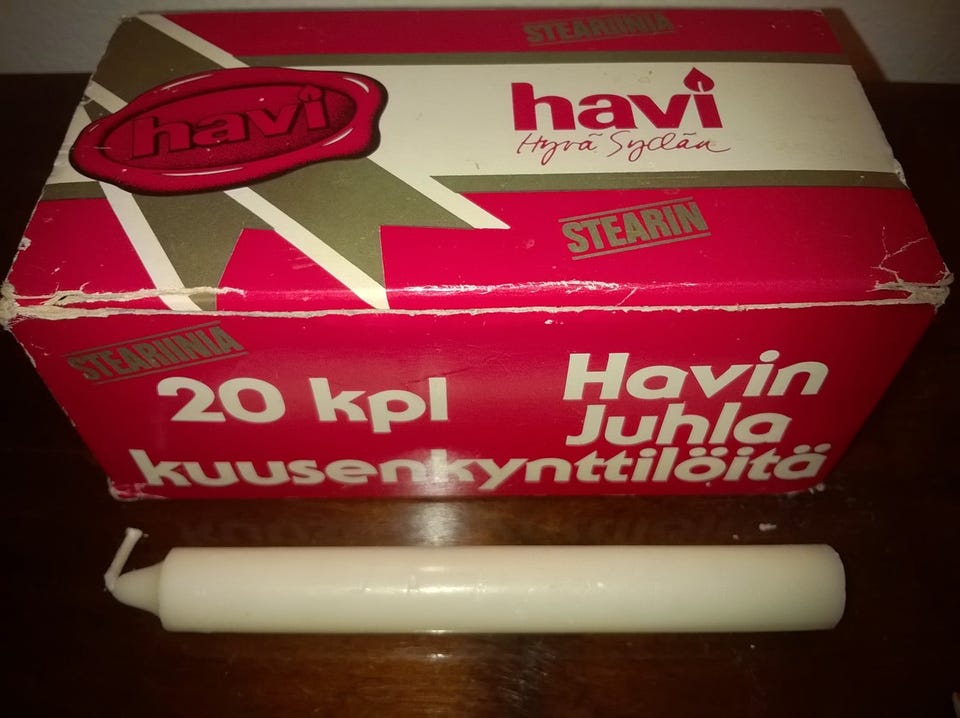 STEARIINIA
havi
havi
Hyvä Sydän
STEARIN
STEARIINIA
20 kpl
Havin
Juhla
kuusenkynttilöitä